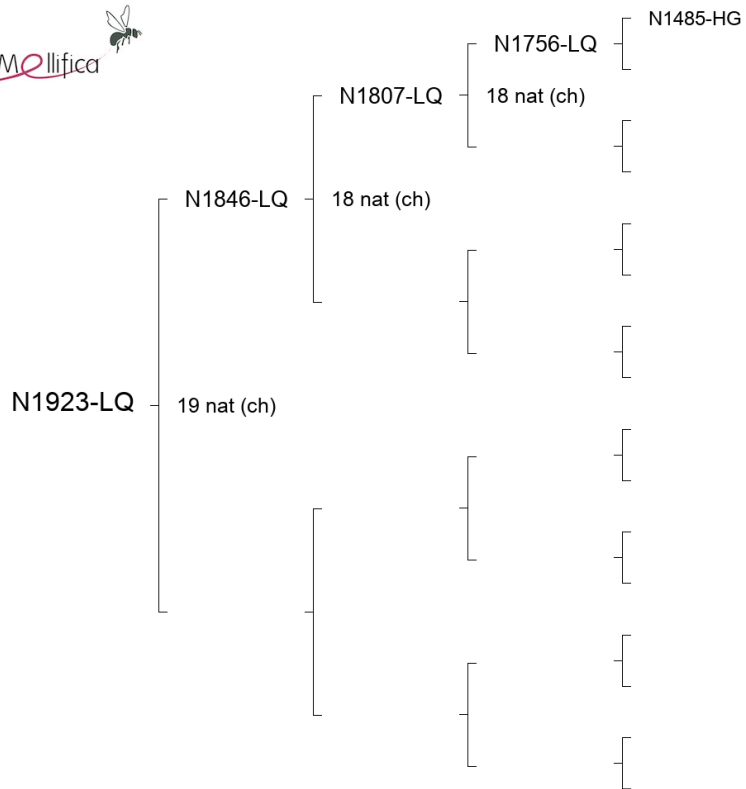 Mellifica
N1485-HG
N1756-LQ
N1807-LQ
18 nat (ch)
N1846-LQ
18 nat (ch)
N1923-LQ
19 nat (ch)